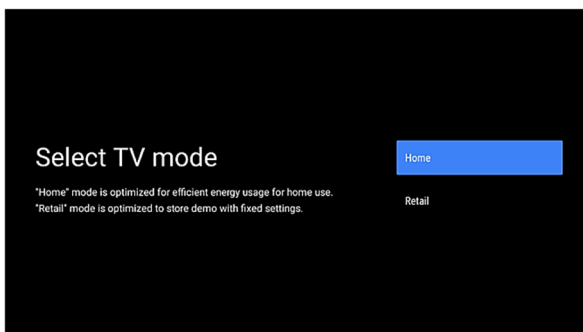 Select TV mode
"Home" mode is optimized for efficient energy usage for home use.
"Retail" mode is optimized to store demo with fixed settings.
Home
Retail